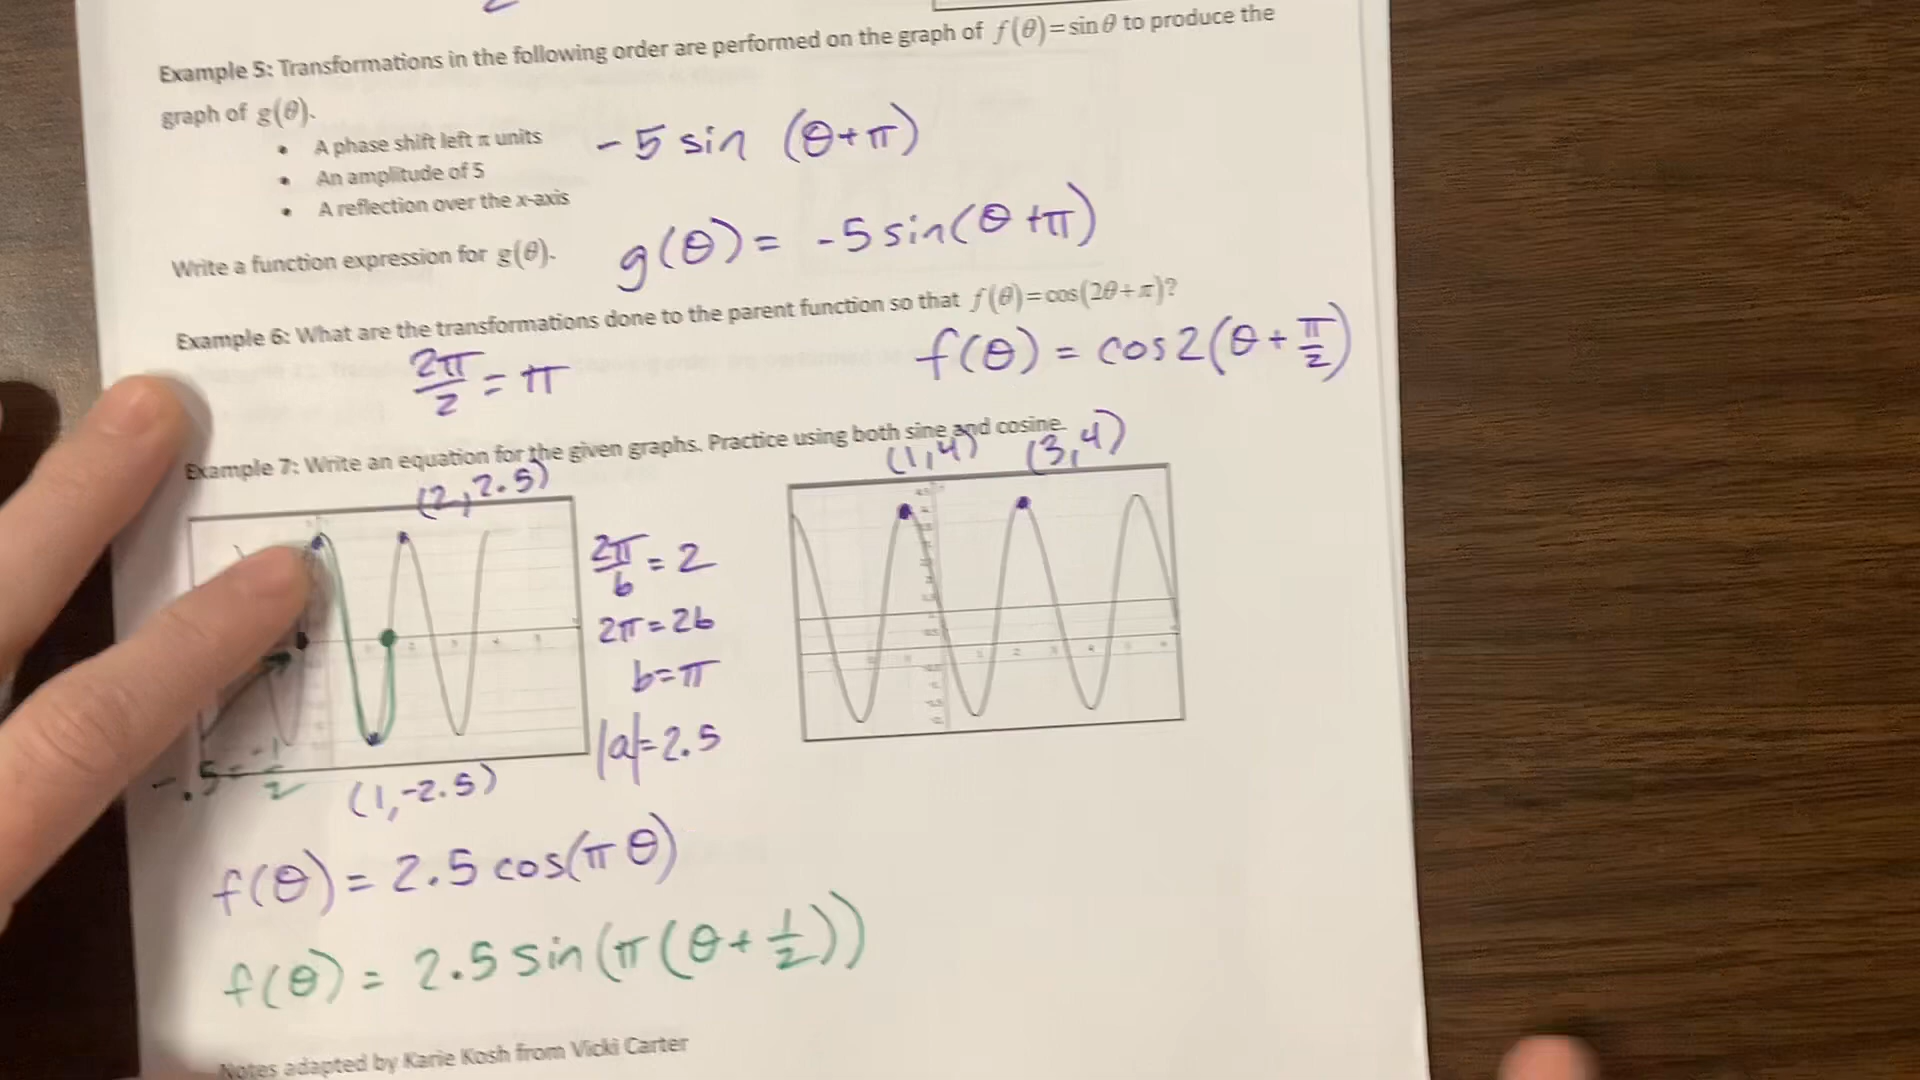 Example 5: Transformations in the following order are performed on the graph of f(θ)=sinθ to produce the
graph of g(θ).
• A phase shift left π units
• An amplitude of 5
• A reflection over the x-axis
-5 sin (θ+π)
Write a function expression for g(θ).
g(θ) = -5 sin(θ+π)
Example 6: What are the transformations done to the parent function so that f(θ)=cos(2θ+π)?
2π/2 = π
f(θ) = cos2(θ+π/2)
Example 7: Write an equation for the given graphs. Practice using both sine and cosine.
(2,2.5)
(1,4) (3,4)
2π/b = 2
2π=2b
b=π
|a|=2.5
-.5=-1/2
(1,-2.5)
f(θ) = 2.5 cos(πθ)
f(θ) = 2.5 sin(π(θ+1/2))
Notes adapted by Karie Kosh from Vicki Carter